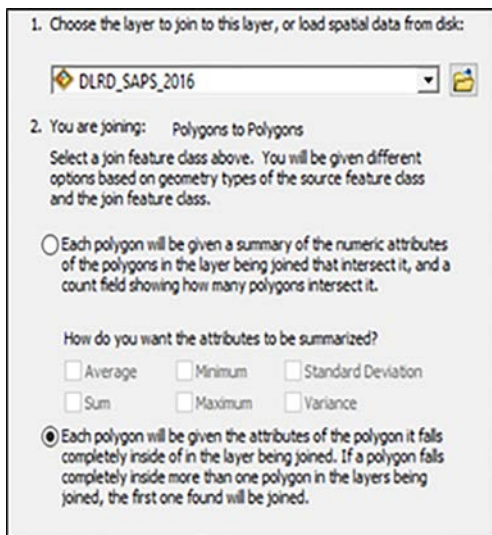 1. Choose the layer to join to this layer, or load spatial data from disk:
DLRD_SAPS_2016
2. You are joining: Polygons to Polygons
Select a join feature class above. You will be given different
options based on geometry types of the source feature class
and the join feature class.
Each polygon will be given a summary of the numeric attributes
of the polygons in the layer being joined that intersect it, and a
count field showing how many polygons intersect it.
How do you want the attributes to be summarized?
Average Minimum Standard Deviation
Sum Maximum Variance
Each polygon will be given the attributes of the polygon it falls
completely inside of in the layer being joined. If a polygon falls
completely inside more than one polygon in the layers being
joined, the first one found will be joined.